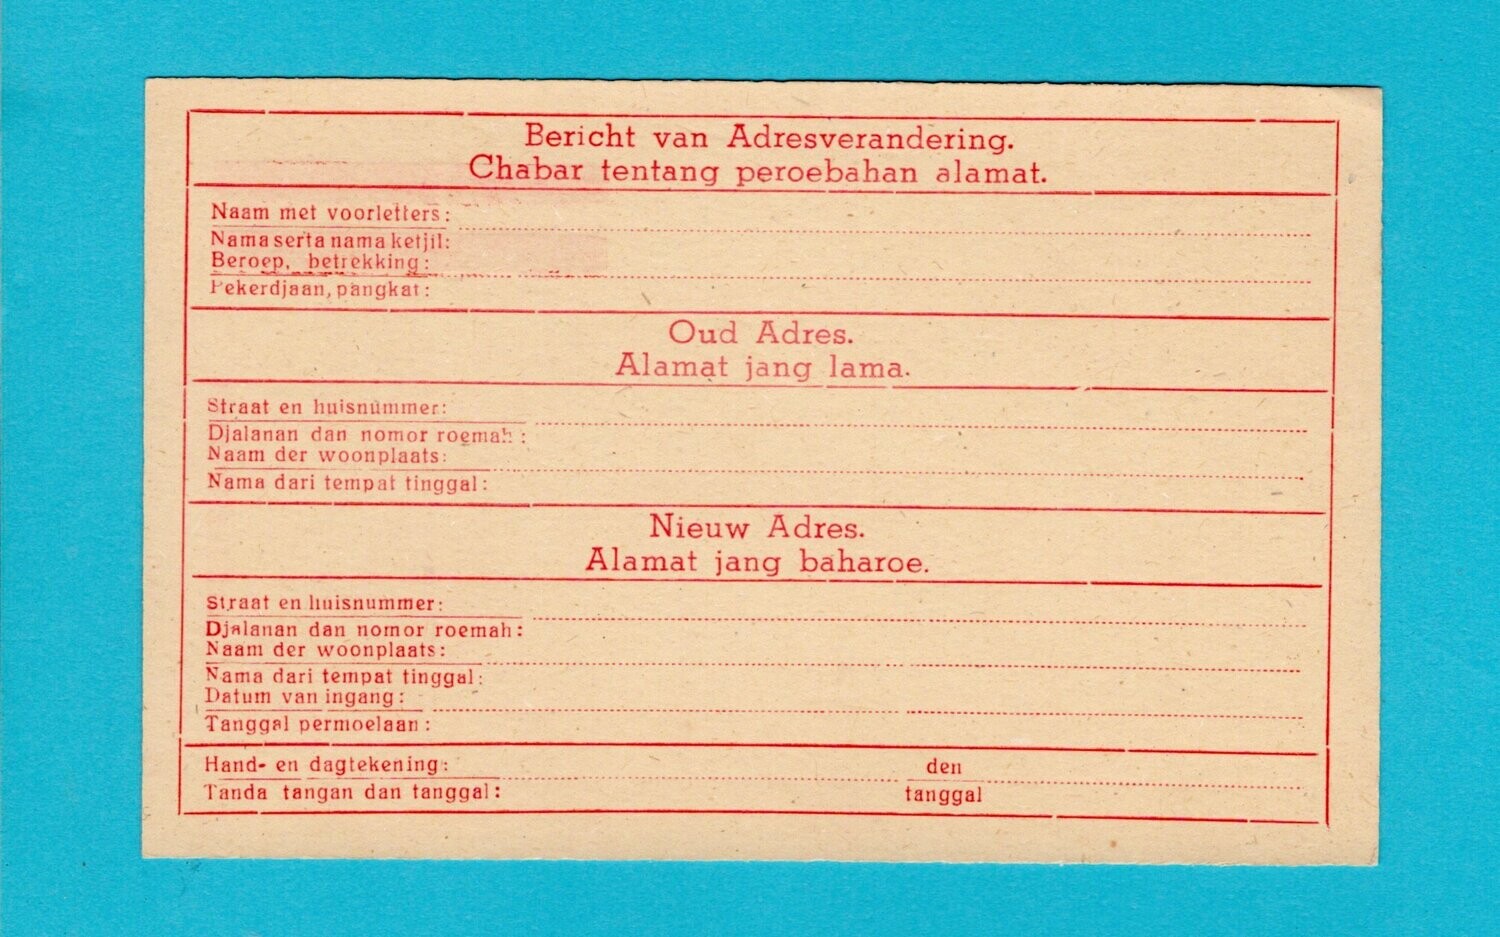 Bericht van Adresverandering.
Chabar tentang peroebahan alamat.
Naam met voorletters:
Nama serta nama ketjil:
Beroep, betrekking:
Pekerdjaan, pangkat:
Oud Adres.
Alamat jang lama.
Straat en huisnummer:
Djalanan dan nomor roemah:
Naam der woonplaats:
Nama dari tempat tinggal:
Nieuw Adres.
Alamat jang baharoe.
Straat en huisnummer:
Djalanan dan nomor roemah:
Naam der woonplaats:
Nama dari tempat tinggal:
Datum van ingang:
Tanggal permoelaan:
Hand- en dagtekening: den
Tanda tangan dan tanggal: tanggal